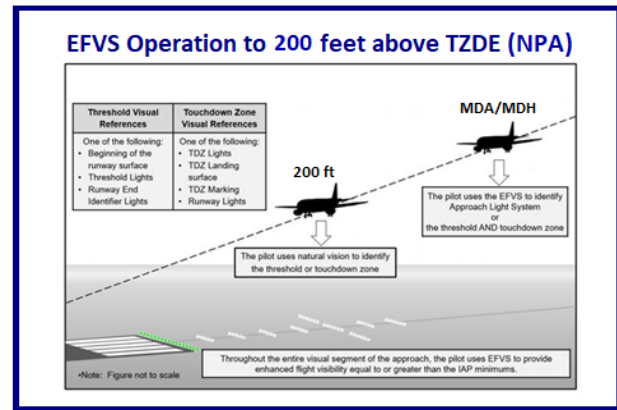 EFVS Operation to 200 feet above TZDE (NPA)
Threshold Visual
References
One of the following:
• Beginning of the
runway surface
• Threshold Lights
• Runway End
Identifier Lights
Touchdown Zone
Visual References
One of the following:
• TDZ Lights
• TDZ Landing
surface
• TDZ Marking
• Runway Lights
MDA/MDH
200 ft
The pilot uses the EFVS to identify
Approach Light System
or
the threshold AND touchdown zone
The pilot uses natural vision to identify
the threshold or touchdown zone
Throughout the entire visual segment of the approach, the pilot uses EFVS to provide
enhanced flight visibility equal to or greater than the IAP minimums.
•Note: Figure not to scale